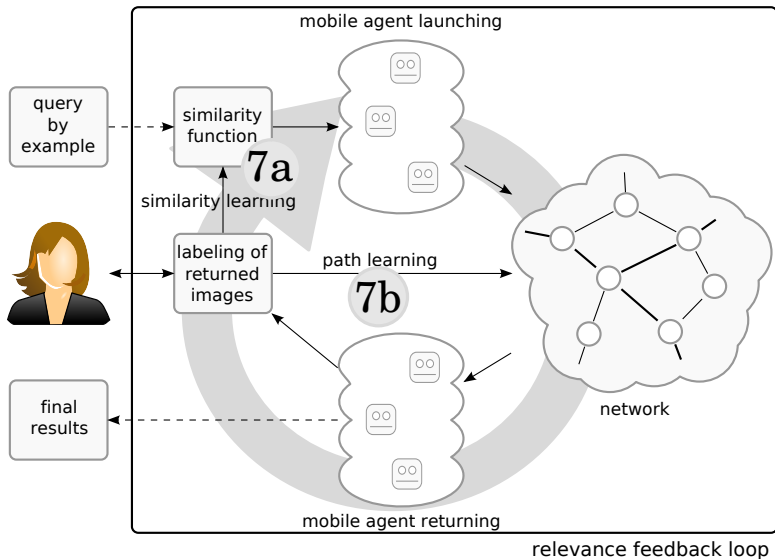 mobile agent launching
query
by
example
similarity
function
7a
similarity learning
labeling of
returned
images
path learning
7b
final
results
network
mobile agent returning
relevance feedback loop